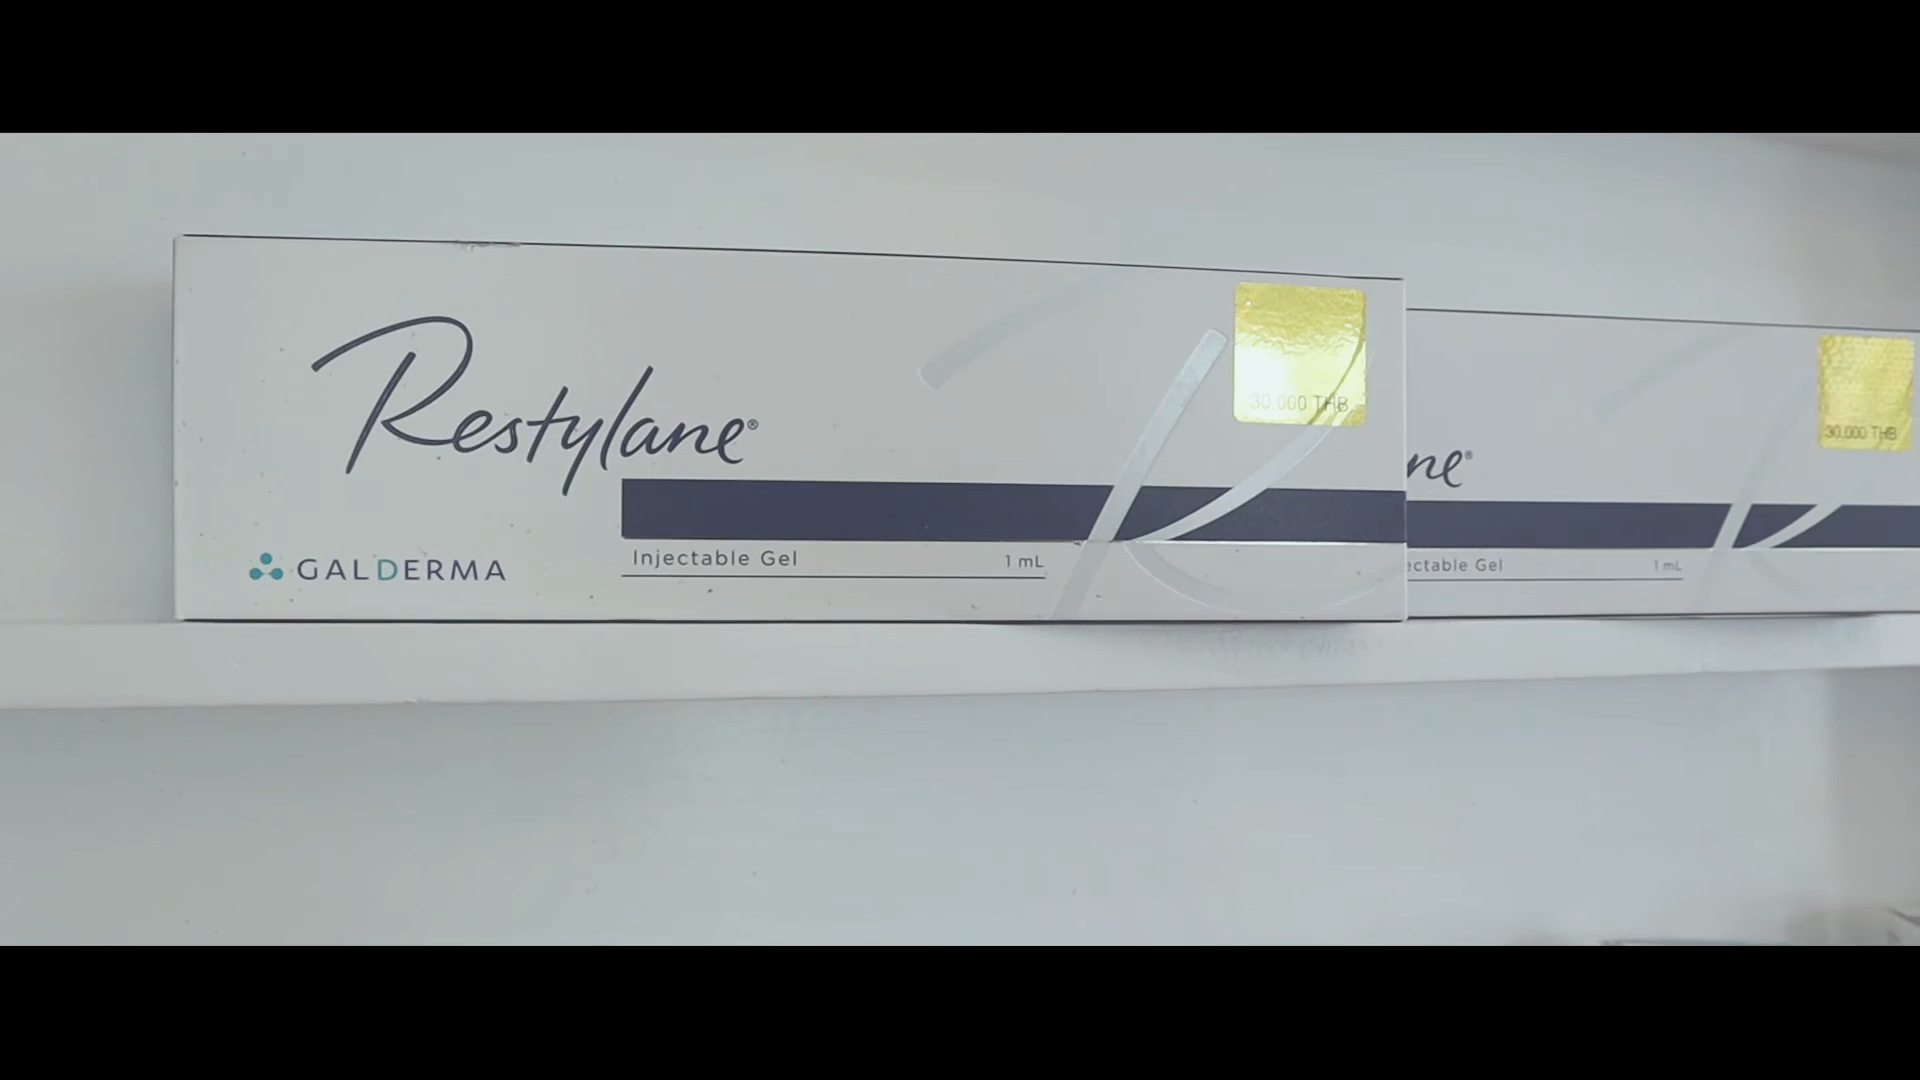 Restylane®
30,000 THB
Injectable Gel
1 mL
GALDERMA
ne®
30,000 THB
ectable Gel
1 mL